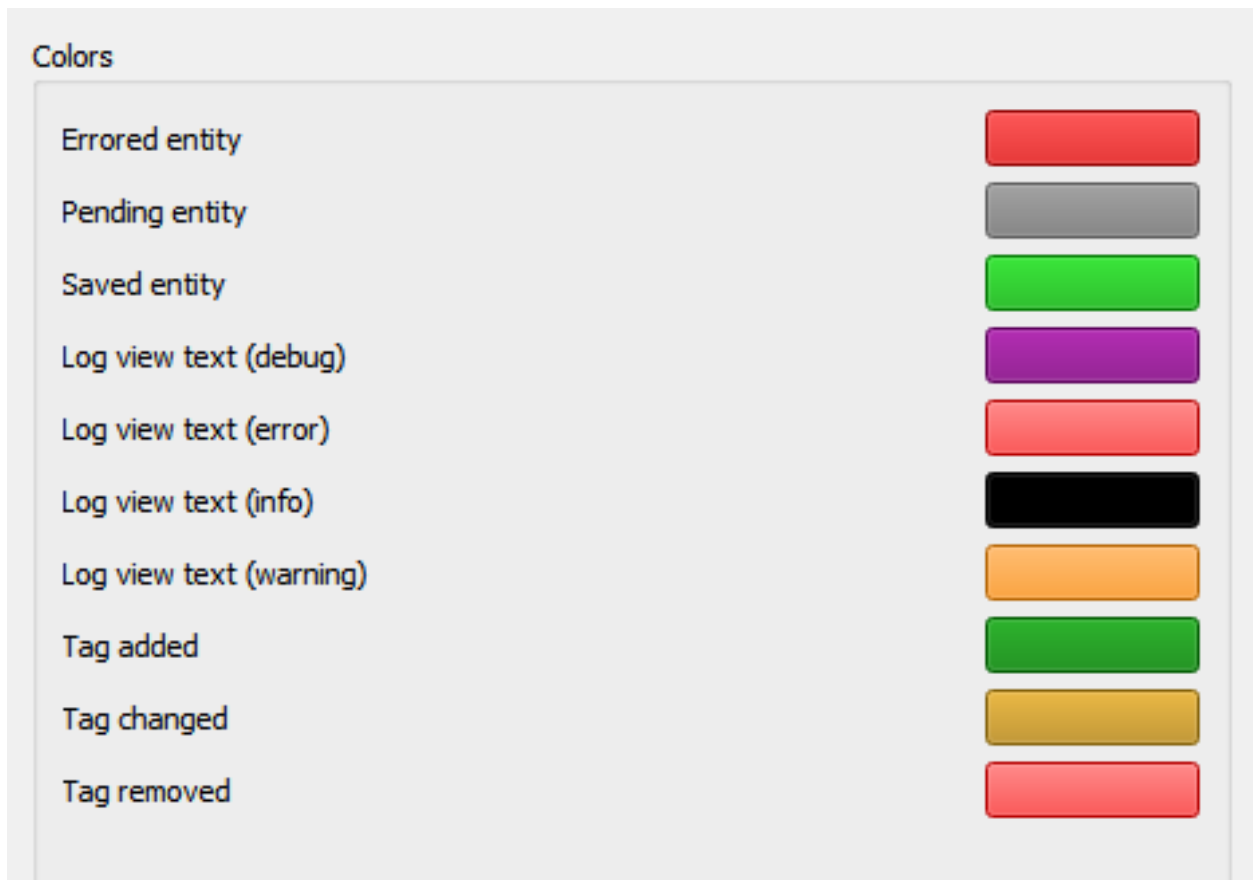 Colors
Errored entity
Pending entity
Saved entity
Log view text (debug)
Log view text (error)
Log view text (info)
Log view text (warning)
Tag added
Tag changed
Tag removed